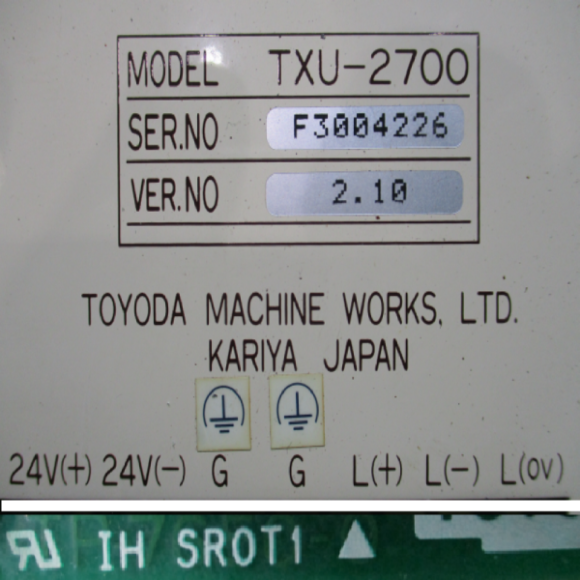 MODEL TXU-2700
SER.NO F3004226
VER.NO 2.10
TOYODA MACHINE WORKS, LTD.
KARIYA JAPAN
24V(+) 24V(-) G G L(+) L(-) L(0V)
IH SROT1